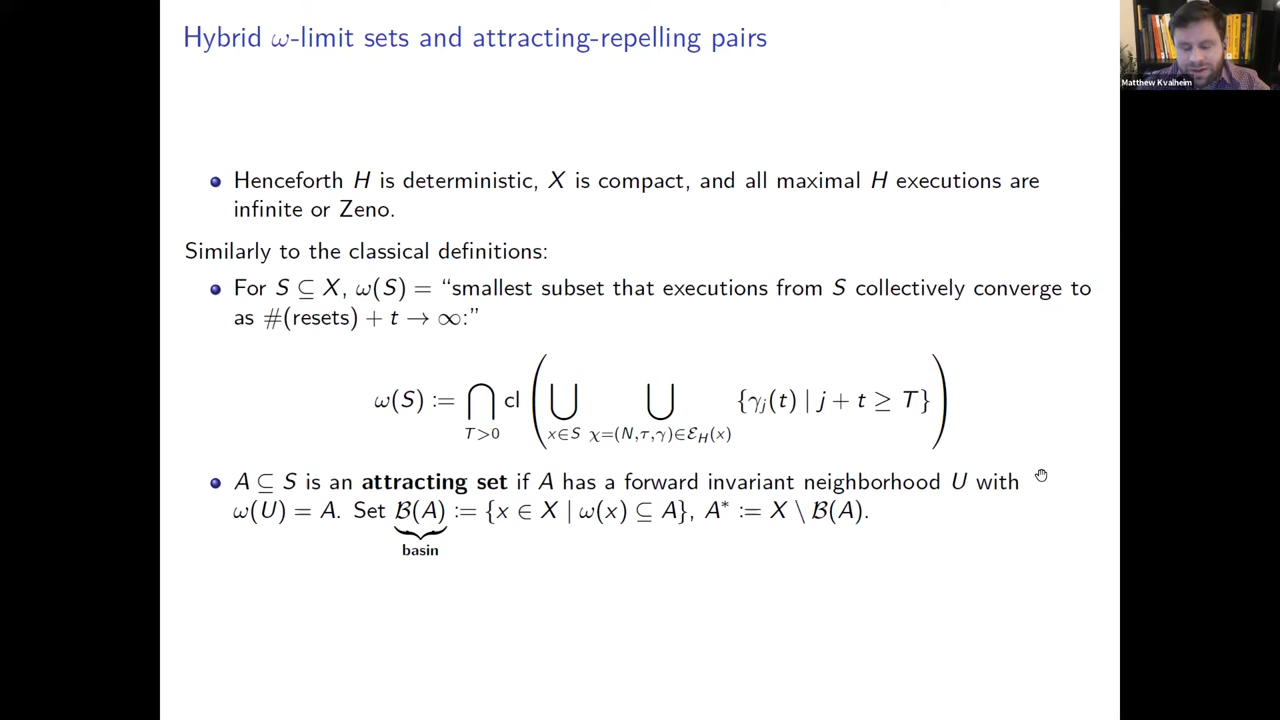 Hybrid ω-limit sets and attracting-repelling pairs
Matthew Kvalheim
Henceforth H is deterministic, X is compact, and all maximal H executions are
infinite or Zeno.
Similarly to the classical definitions:
For S ⊆ X, ω(S) = “smallest subset that executions from S collectively converge to
as #(resets) + t → ∞:”
ω(S) := ⋂_{T>0} cl ( ⋃_{x∈S} ⋃_{χ=(N,τ,γ)∈ℰ_H(x)} {γ_j(t) | j + t ≥ T} )
A ⊆ S is an attracting set if A has a forward invariant neighborhood U with
ω(U) = A. Set ℬ(A) := {x ∈ X | ω(x) ⊆ A}, A* := X \ ℬ(A).
basin